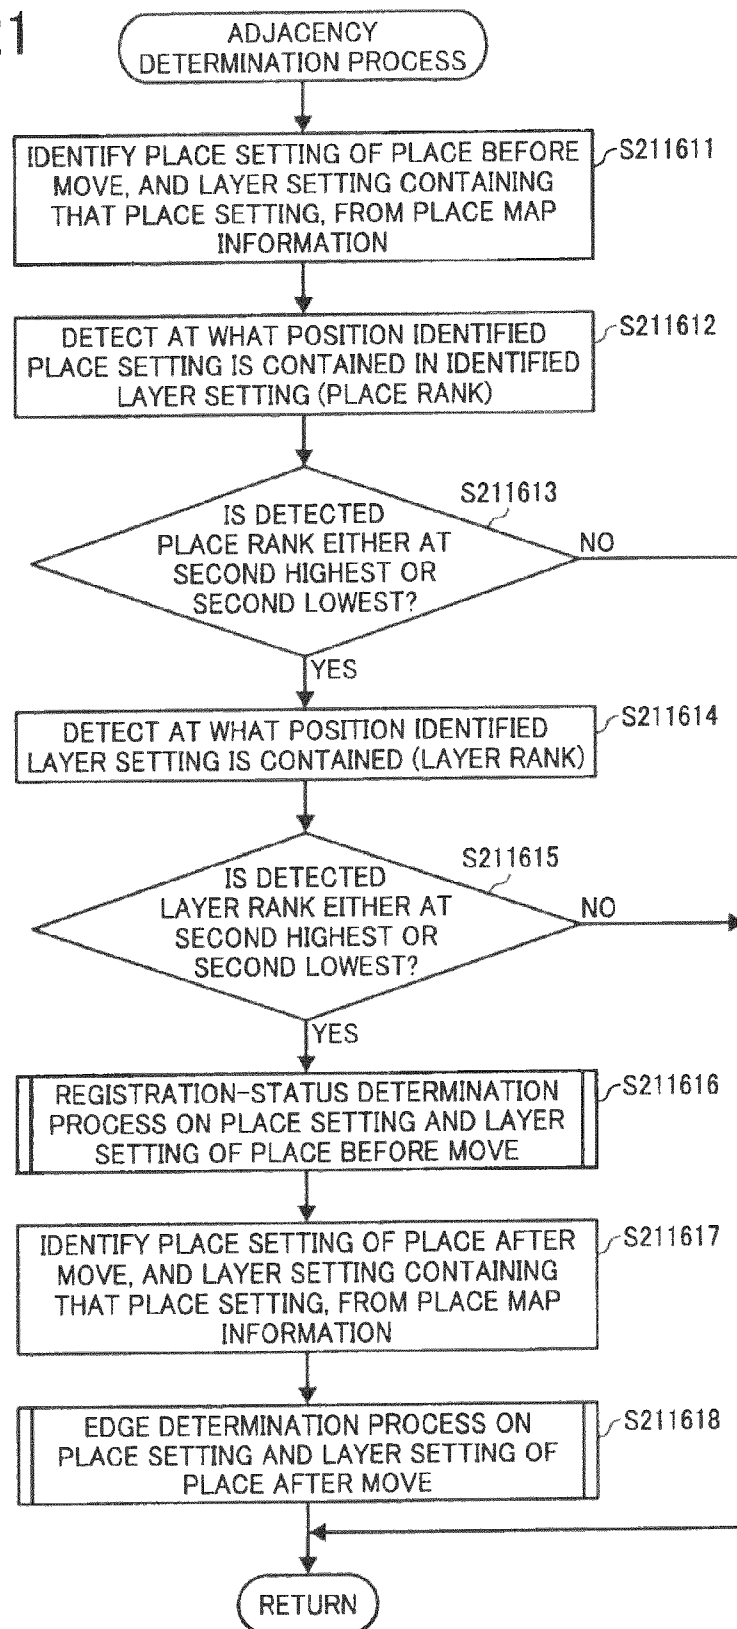 1
ADJACENCY
DETERMINATION PROCESS
IDENTIFY PLACE SETTING OF PLACE BEFORE
MOVE, AND LAYER SETTING CONTAINING
THAT PLACE SETTING, FROM PLACE MAP
INFORMATION
S211611
DETECT AT WHAT POSITION IDENTIFIED
PLACE SETTING IS CONTAINED IN IDENTIFIED
LAYER SETTING (PLACE RANK)
S211612
S211613
IS DETECTED
PLACE RANK EITHER AT
SECOND HIGHEST OR
SECOND LOWEST?
NO
YES
DETECT AT WHAT POSITION IDENTIFIED
LAYER SETTING IS CONTAINED (LAYER RANK)
S211614
S211615
IS DETECTED
LAYER RANK EITHER AT
SECOND HIGHEST OR
SECOND LOWEST?
NO
YES
REGISTRATION-STATUS DETERMINATION
PROCESS ON PLACE SETTING AND LAYER
SETTING OF PLACE BEFORE MOVE
S211616
IDENTIFY PLACE SETTING OF PLACE AFTER
MOVE, AND LAYER SETTING CONTAINING
THAT PLACE SETTING, FROM PLACE MAP
INFORMATION
S211617
EDGE DETERMINATION PROCESS ON
PLACE SETTING AND LAYER SETTING OF
PLACE AFTER MOVE
S211618
RETURN